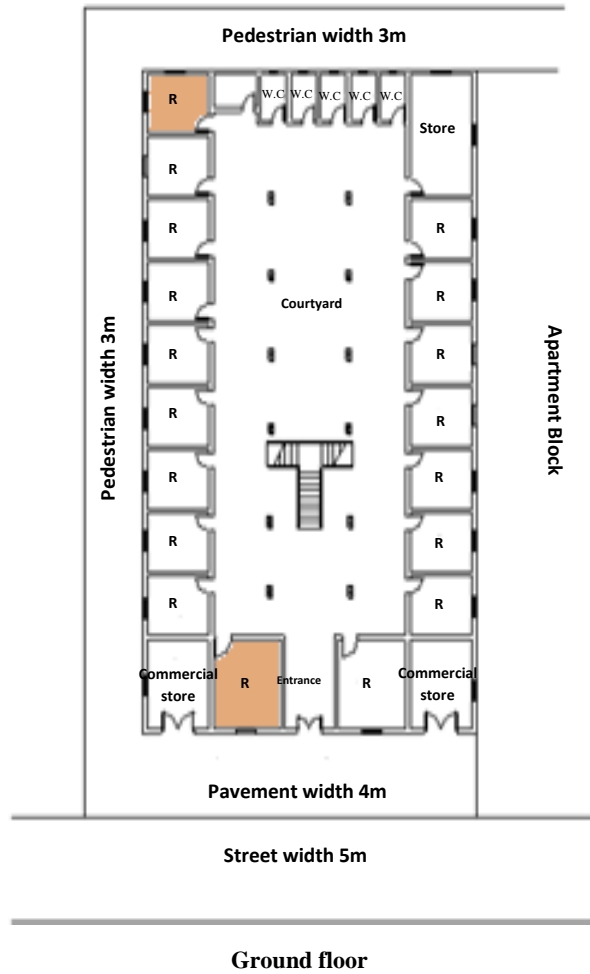 Pedestrian width 3m
R
W.C W.C W.C W.C W.C
Store
R
R
R
R
R
Courtyard
Pedestrian width 3m
Apartment Block
R
R
R
R
R
R
R
R
R
R
Commercial
store
R
Entrance
R
Commercial
store
Pavement width 4m
Street width 5m
Ground floor